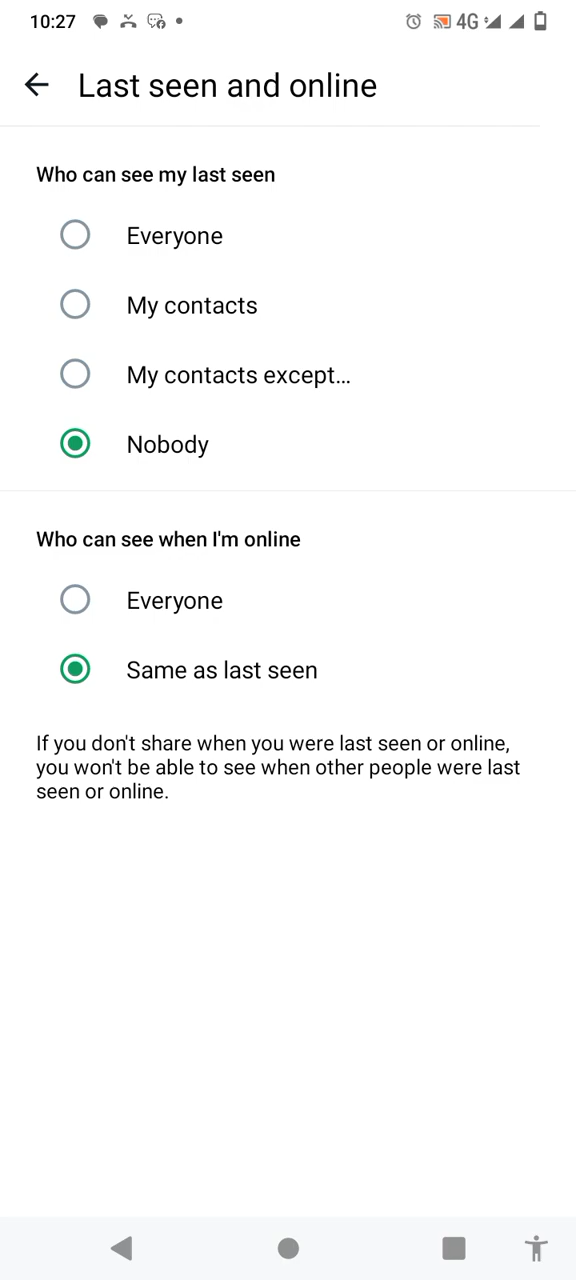 10:27
4G
Last seen and online
Who can see my last seen
Everyone
My contacts
My contacts except...
Nobody
Who can see when I'm online
Everyone
Same as last seen
If you don't share when you were last seen or online,
you won't be able to see when other people were last
seen or online.